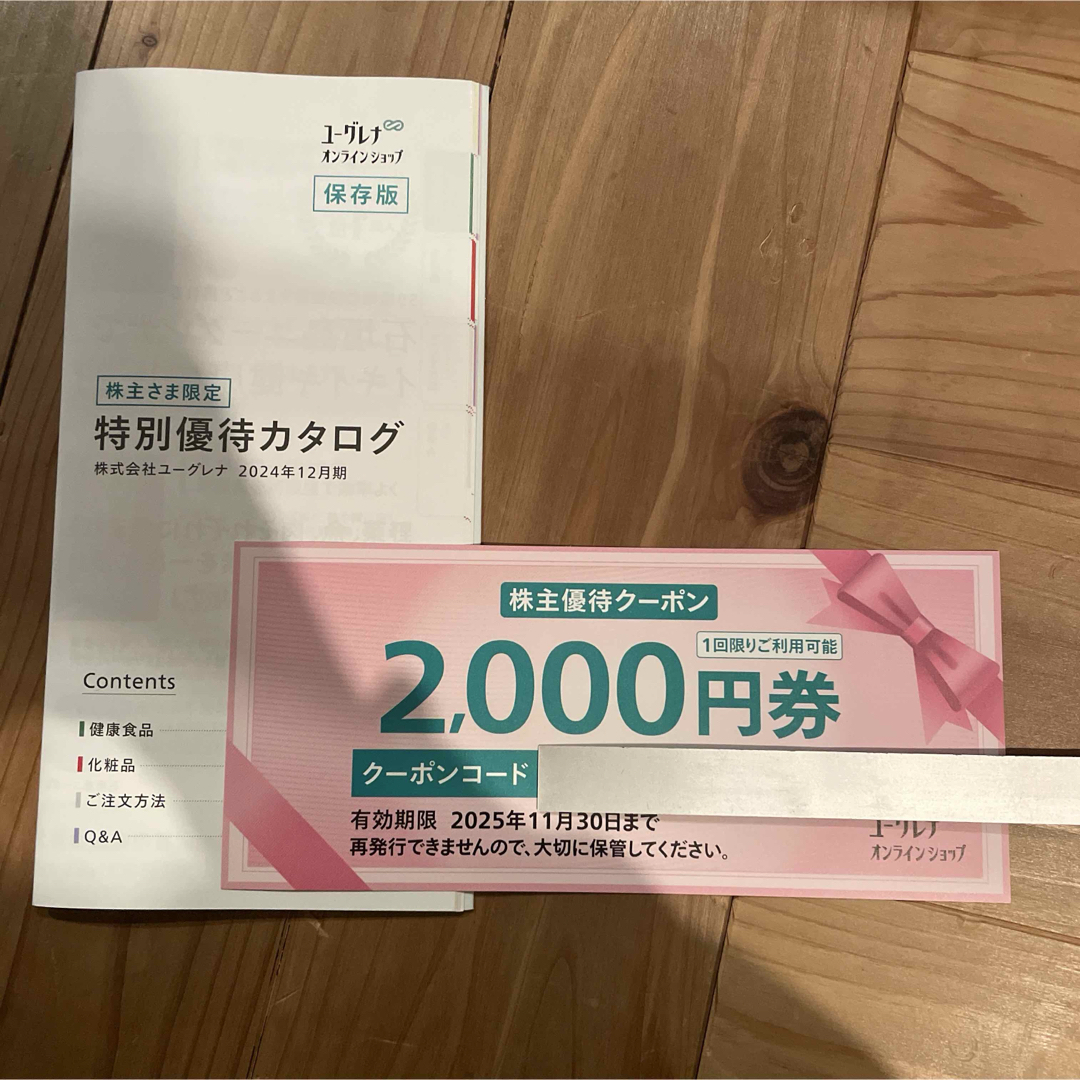 ユーグレナ
オンラインショップ
保存版
株主さま限定
特別優待カタログ
株式会社ユーグレナ 2024年12月期
Contents
健康食品
化粧品
ご注文方法
Q&A
株主優待クーポン
1回限りご利用可能
2,000円券
クーポンコード
有効期限 2025年11月30日まで
再発行できませんので、大切に保管してください。
ユーグレナ
オンラインショップ